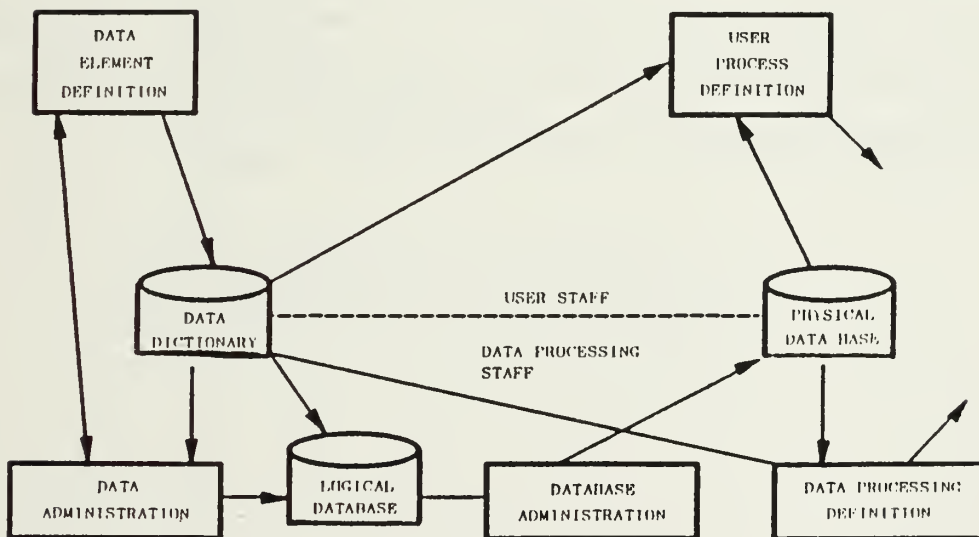 DATA
ELEMENT
DEFINITION
USER
PROCESS
DEFINITION
USER STAFF
DATA
DICTIONARY
PHYSICAL
DATA BASE
DATA PROCESSING
STAFF
LOGICAL
DATABASE
DATA
ADMINISTRATION
DATABASE
ADMINISTRATION
DATA PROCESSING
DEFINITION